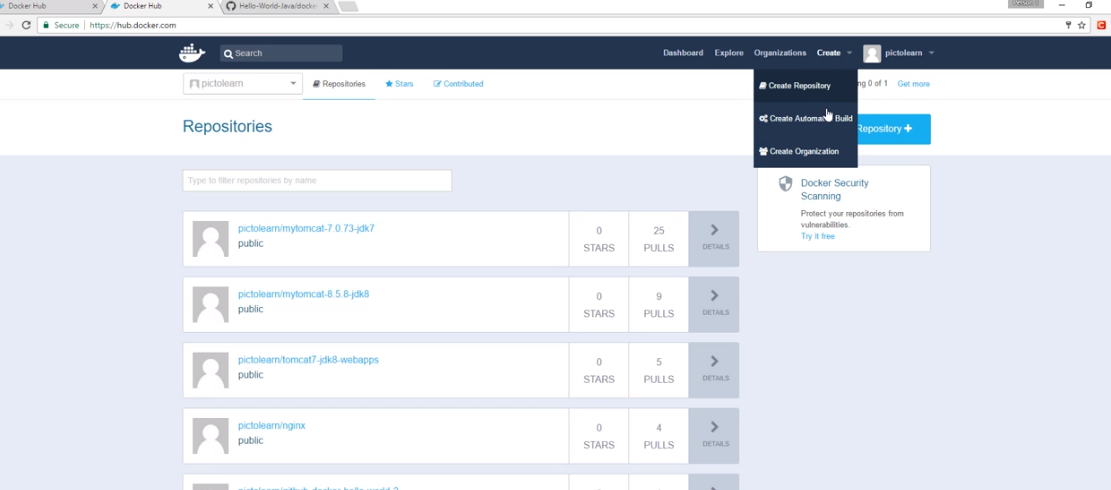 Docker Hub
Docker Hub
Hello-World-Java/docker
Secure
https://hub.docker.com
Search
Dashboard
Explore
Organizations
Create
pictolearn
pictolearn
Repositories
Stars
Contributed
Create Repository
ng 0 of 1
Get more
Create Automated Build
Repository +
Create Organization
Repositories
Type to filter repositories by name
Docker Security
Scanning
Protect your repositories from
vulnerabilities.
Try it free
pictolearn/mytomcat-7.0.73-jdk7
public
0
STARS
25
PULLS
DETAILS
pictolearn/mytomcat-8.5.8-jdk8
public
0
STARS
9
PULLS
DETAILS
pictolearn/tomcat7-jdk8-webapps
public
0
STARS
5
PULLS
DETAILS
pictolearn/nginx
public
0
STARS
4
PULLS
DETAILS